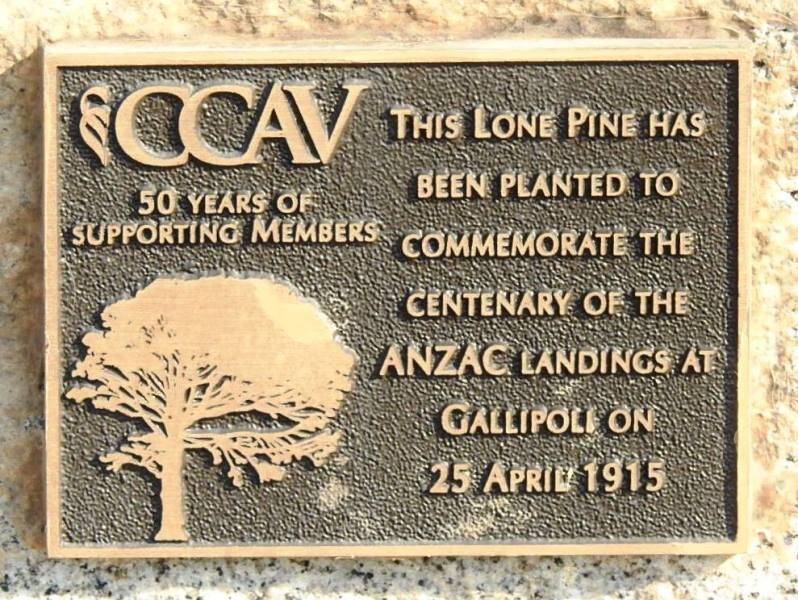 CCAV
50 YEARS OF
SUPPORTING MEMBERS
THIS LONE PINE HAS
BEEN PLANTED TO
COMMEMORATE THE
CENTENARY OF THE
ANZAC LANDINGS AT
GALLIPOLI ON
25 APRIL 1915